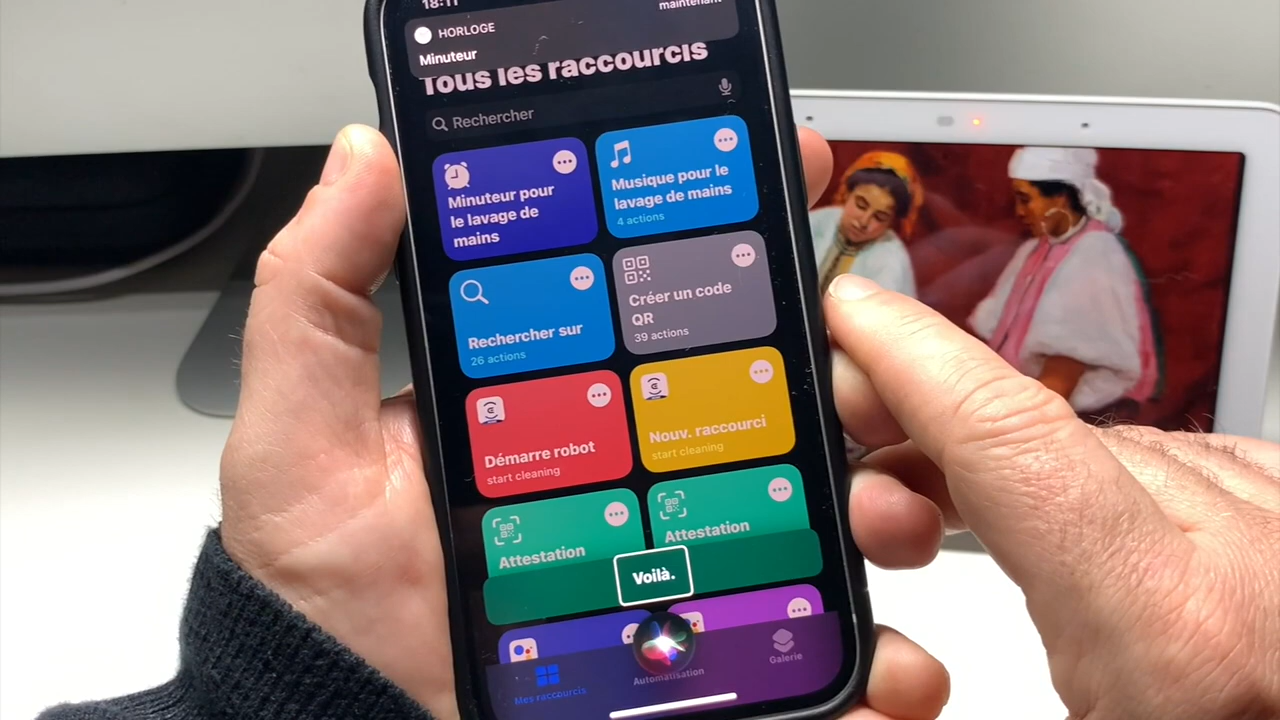 18:11
HORLOGE
maintenant
Minuteur
Tous les raccourcis
Rechercher
Minuteur pour
le lavage de
mains
Musique pour le
lavage de mains
4 actions
Rechercher sur
26 actions
Créer un code
QR
39 actions
Démarre robot
start cleaning
Nouv. raccourci
start cleaning
Attestation
Attestation
Voilà.
Mes raccourcis
Automatisation
Galerie